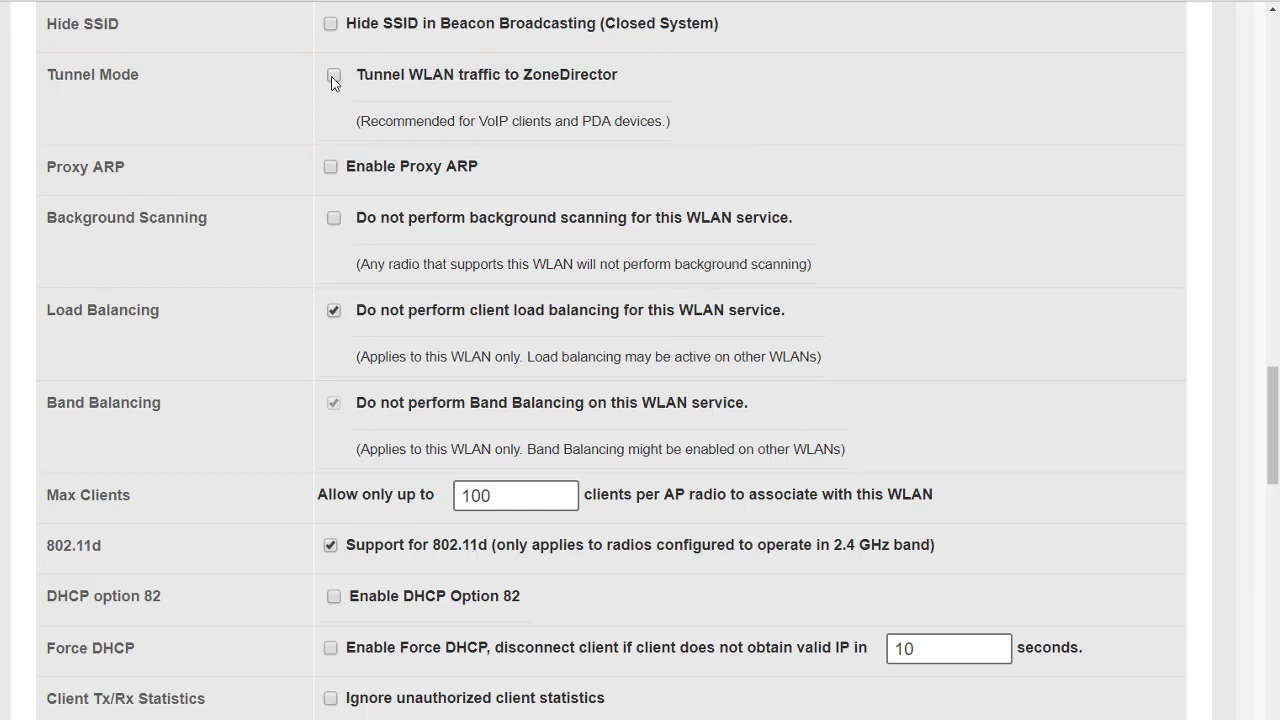 Hide SSID
Hide SSID in Beacon Broadcasting (Closed System)
Tunnel Mode
Tunnel WLAN traffic to ZoneDirector
(Recommended for VoIP clients and PDA devices.)
Proxy ARP
Enable Proxy ARP
Background Scanning
Do not perform background scanning for this WLAN service.
(Any radio that supports this WLAN will not perform background scanning)
Load Balancing
Do not perform client load balancing for this WLAN service.
(Applies to this WLAN only. Load balancing may be active on other WLANs)
Band Balancing
Do not perform Band Balancing on this WLAN service.
(Applies to this WLAN only. Band Balancing might be enabled on other WLANs)
Max Clients
Allow only up to 100 clients per AP radio to associate with this WLAN
802.11d
Support for 802.11d (only applies to radios configured to operate in 2.4 GHz band)
DHCP option 82
Enable DHCP Option 82
Force DHCP
Enable Force DHCP, disconnect client if client does not obtain valid IP in 10 seconds.
Client Tx/Rx Statistics
Ignore unauthorized client statistics